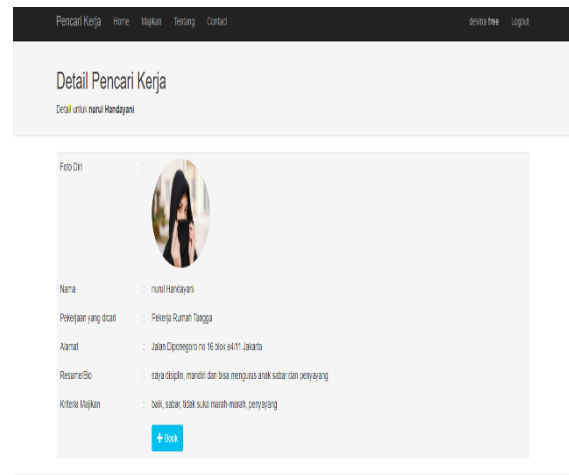 Pencari Kerja Home Majikan Tentang Contact devina free Logout
Detail Pencari Kerja
Detail untuk nurul Handayani.
Foto Diri :
Nama : nurul Handayani
Pekerjaan yang dicari : Pekerja Rumah Tangga
Alamat : Jalan Diponegoro no 16 blok e4/11 Jakarta
Resume/Bio : saya disiplin, mandiri dan bisa mengurus anak sabar dan penyayang
Kriteria Majikan : baik, sabar, tidak suka marah-marah, penyayang
+ Book